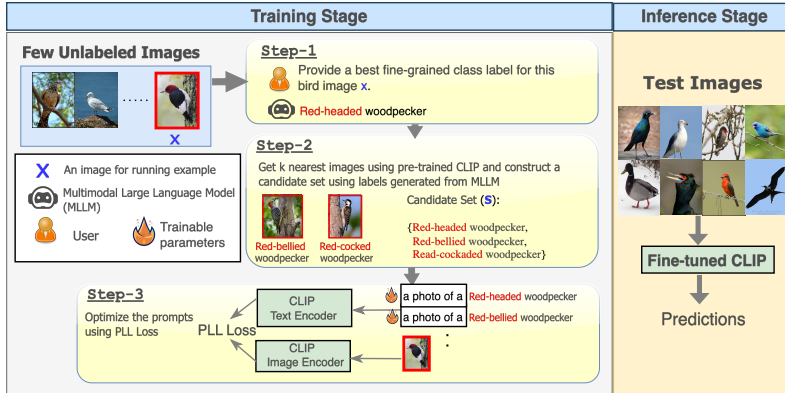 Training Stage
Inference Stage
Few Unlabeled Images
.....
X
X
An image for running example
Multimodal Large Language Model
(MLLM)
User
Trainable
parameters
Step-1
Provide a best fine-grained class label for this
bird image x.
Red-headed woodpecker
Step-2
Get k nearest images using pre-trained CLIP and construct a
candidate set using labels generated from MLLM
Red-bellied
woodpecker
Red-cocked
woodpecker
Candidate Set (S):
{Red-headed woodpecker,
Red-bellied woodpecker,
Read-cockaded woodpecker}
Step-3
Optimize the prompts
using PLL Loss
PLL Loss
CLIP
Text Encoder
CLIP
Image Encoder
a photo of a Red-headed woodpecker
a photo of a Red-bellied woodpecker
:
Test Images
Fine-tuned CLIP
Predictions